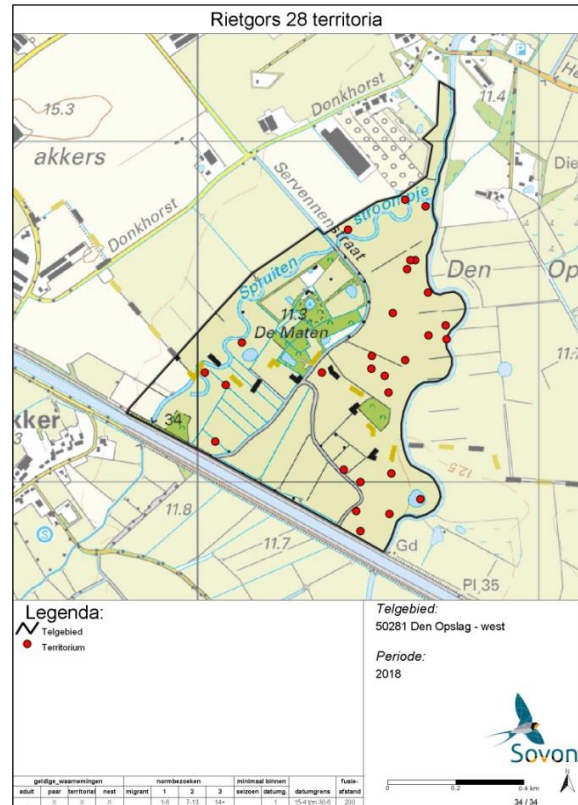 Rietgors 28 territoria
15.3
akkers
Donkhorst
11.4
P
He
Die
Servennenstraat
stroompje
Donkhorst
Spruiten
Den
Op
11.3
De Maten
11.7
34
kker
12.5
S
11.8
11.7
Gd
Pl 35
Legenda:
Telgebied
Territorium
Telgebied:
50281 Den Opslag - west
Periode:
2018
Sovon
geldige_waarnemingen normbezoeken minimaal binnen fusie-
adult paar territorial nest migrant 1 2 3 seizoen datumg. datumgrens afstand
X X X 1-6 7-13 14+ 1 15-4 t/m 30-6 200
0 0.2 0.4 km
N
34 / 34